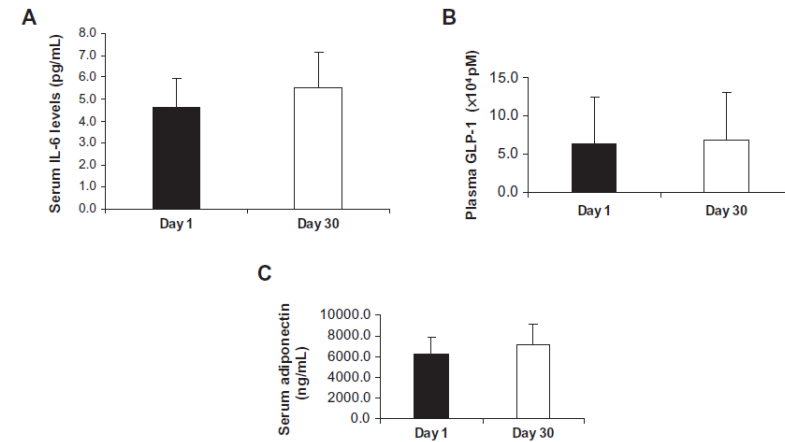 A
Serum IL-6 levels (pg/mL)
8.0
7.0
6.0
5.0
4.0
3.0
2.0
1.0
0.0
Day 1
Day 30
B
Plasma GLP-1 (×10⁴pM)
15.0
10.0
5.0
0.0
Day 1
Day 30
C
Serum adiponectin
(ng/mL)
10000.0
8000.0
6000.0
4000.0
2000.0
0.0
Day 1
Day 30